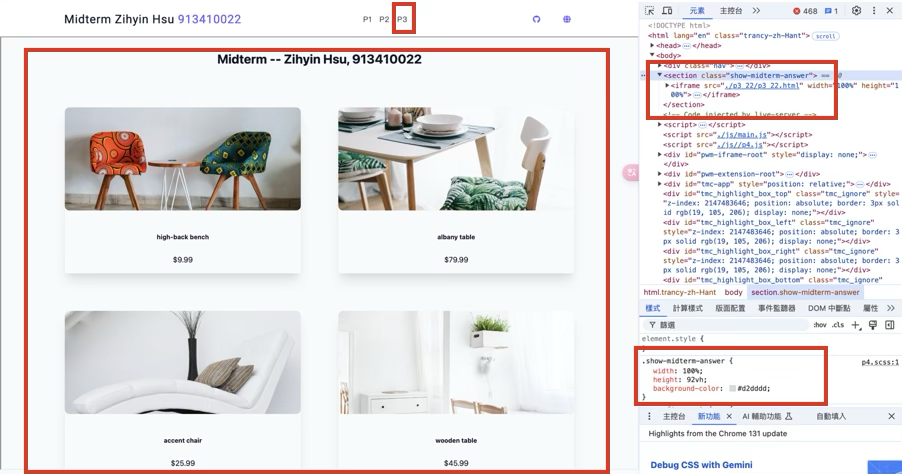 Midterm Zihyin Hsu 913410022
P1 P2 P3
Midterm -- Zihyin Hsu, 913410022
high-back bench
$9.99
albany table
$79.99
accent chair
$25.99
wooden table
$45.99
元素 主控台 468 1
<!DOCTYPE html>
<html lang="en" class="trancy-zh-Hant"> scroll
<head> </head>
<body>
<div class="nav"> </div>
<section class="show-midterm-answer"> ==
<iframe src="./p3_22/p3_22.html" width="100%" height="1
00%"> </iframe>
</section>
<!-- Code injected by live-server -->
<script> </script>
<script src="./js/main.js"></script>
<script src="./js//p4.js"></script>
<div id="pwm-iframe-root" style="display: none;">
</div>
<div id="pwm-extension-root"> </div>
<div id="tmc-app" style="position: relative;"> </div>
<div id="tmc_highlight_box_top" class="tmc_ignore" style="z-index: 2147483646; position: absolute; border: 3px sol
id rgb(19, 105, 206); display: none;"></div>
<div id="tmc_highlight_box_left" class="tmc_ignore"
style="z-index: 2147483646; position: absolute; border: 3
px solid rgb(19, 105, 206); display: none;"></div>
<div id="tmc_highlight_box_right" class="tmc_ignore"
style="z-index: 2147483646; position: absolute; border: 3
px solid rgb(19, 105, 206); display: none;"></div>
<div id="tmc_highlight_box_bottom" class="tmc_ignore"
html.trancy-zh-Hant body section.show-midterm-answer
樣式 計算樣式 版面配置 事件監聽器 DOM 中斷點 屬性
篩選 :hov .cls
element.style {
.show-midterm-answer { p4.scss:1
width: 100%;
height: 92vh;
background-color: #d2dddd;
}
主控台 新功能 AI 輔助功能 自動填入
Highlights from the Chrome 131 update
Debug CSS with Gemini